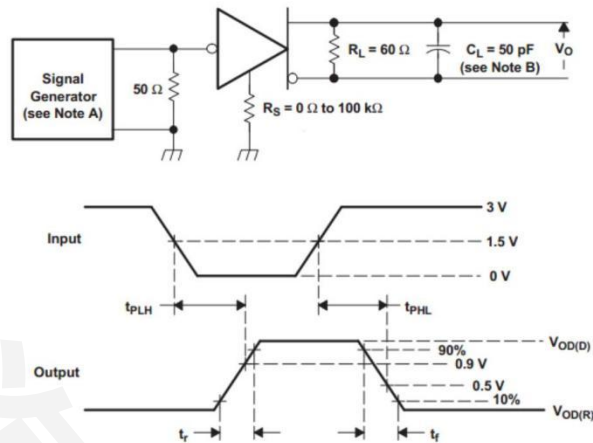 Signal
Generator
(see Note A)
50 Ω
R_S = 0 Ω to 100 kΩ
R_L = 60 Ω
C_L = 50 pF
(see Note B)
V_O
Input
3 V
1.5 V
0 V
t_PLH
t_PHL
Output
V_OD(D)
90%
0.9 V
0.5 V
10%
V_OD(R)
t_r
t_f